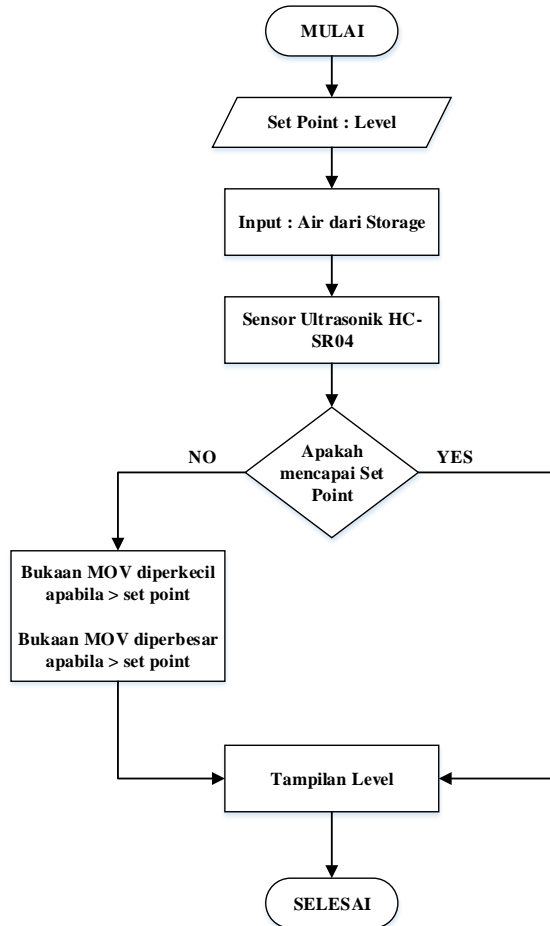 MULAI
Set Point : Level
Input : Air dari Storage
Sensor Ultrasonik HC-
SR04
Apakah
mencapai Set
Point
NO
YES
Bukaan MOV diperkecil
apabila > set point
Bukaan MOV diperbesar
apabila > set point
Tampilan Level
SELESAI